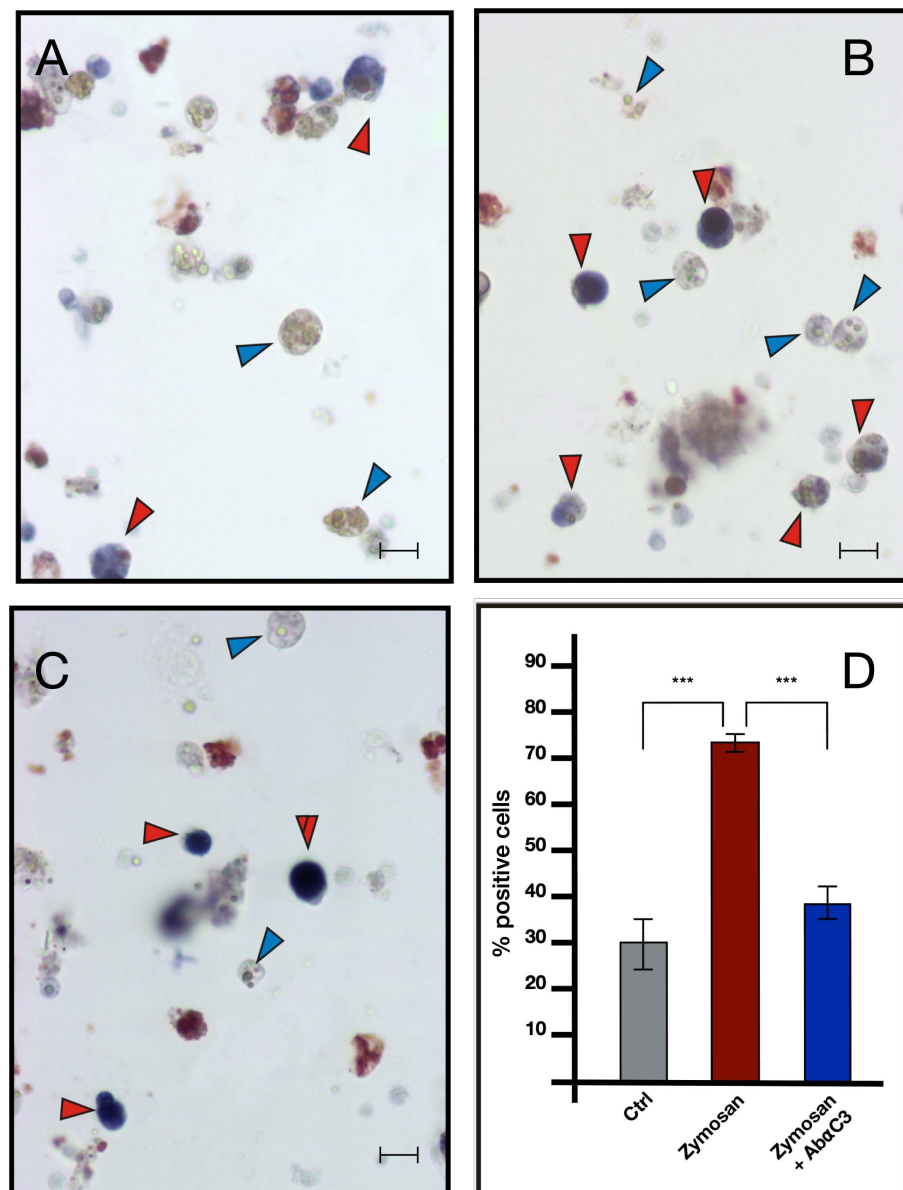 A
B
C
D
% positive cells
90
80
70
60
50
40
30
20
10
***
***
Ctrl
Zymosan
Zymosan
+ AbαC3